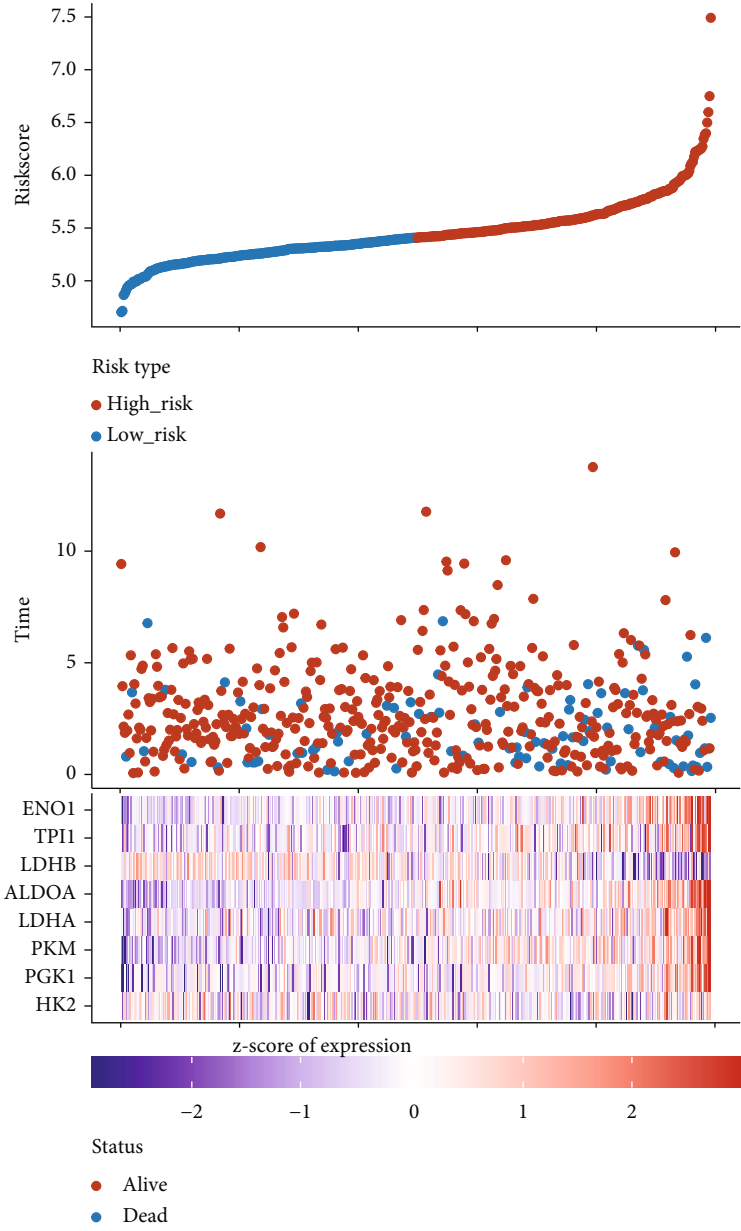 7.5
7.0
6.5
6.0
5.5
5.0
Riskscore
Risk type
High_risk
Low_risk
10
5
0
Time
ENO1
TPI1
LDHB
ALDOA
LDHA
PKM
PGK1
HK2
z-score of expression
−2 −1 0 1 2
Status
Alive
Dead